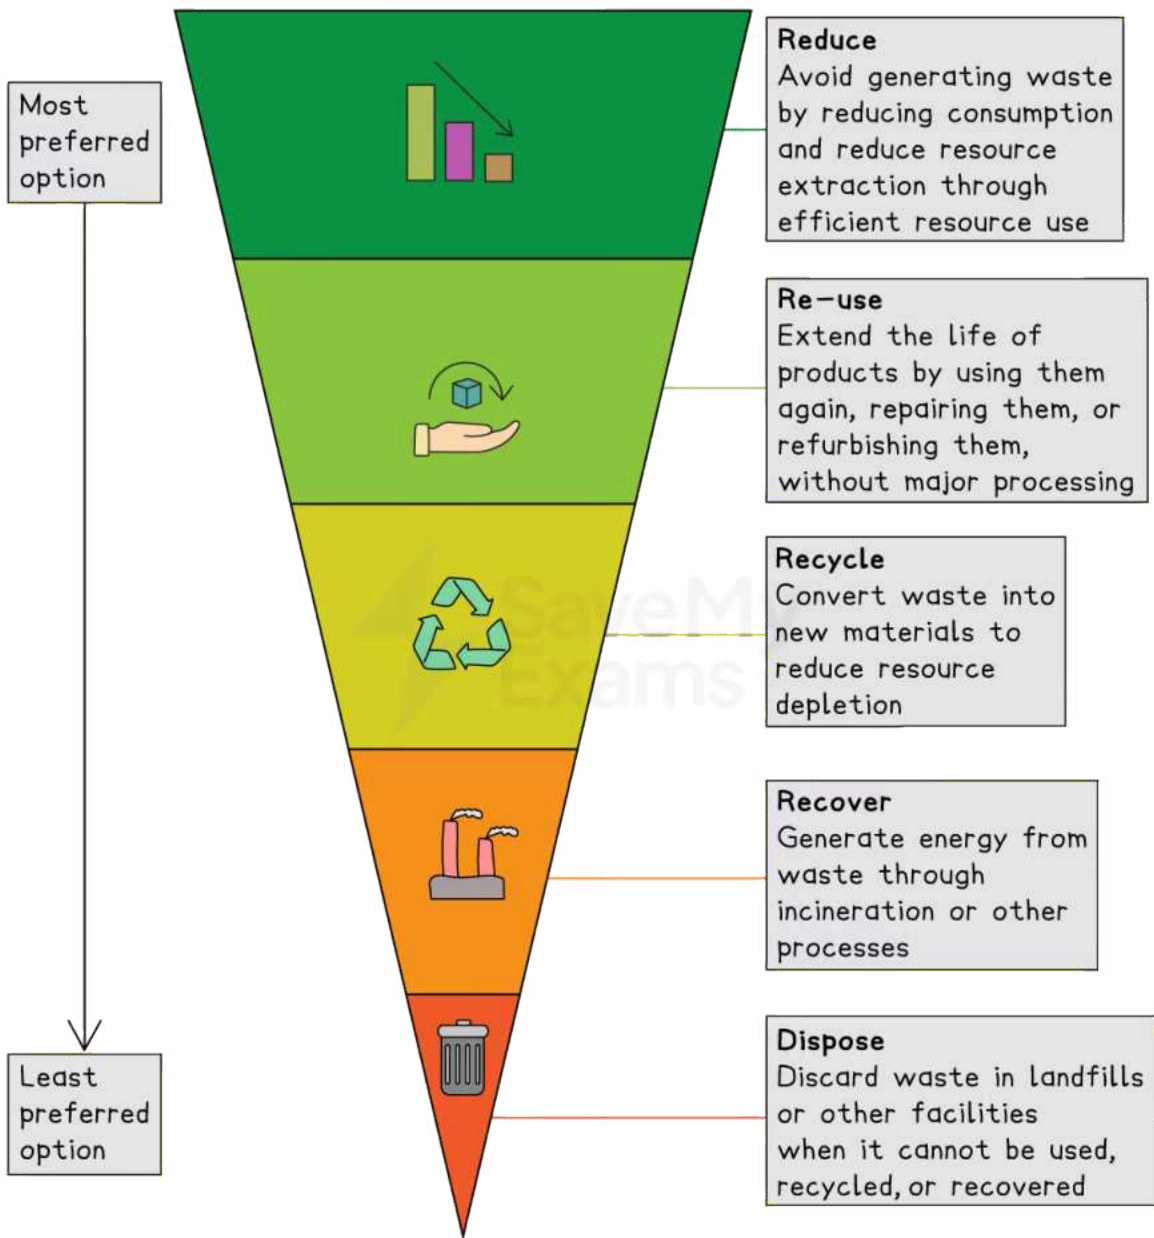 Most
preferred
option
Reduce
Avoid generating waste
by reducing consumption
and reduce resource
extraction through
efficient resource use
Re-use
Extend the life of
products by using them
again, repairing them, or
refurbishing them,
without major processing
SaveMy
Exams
Recycle
Convert waste into
new materials to
reduce resource
depletion
Recover
Generate energy from
waste through
incineration or other
processes
Least
preferred
option
Dispose
Discard waste in landfills
or other facilities
when it cannot be used,
recycled, or recovered